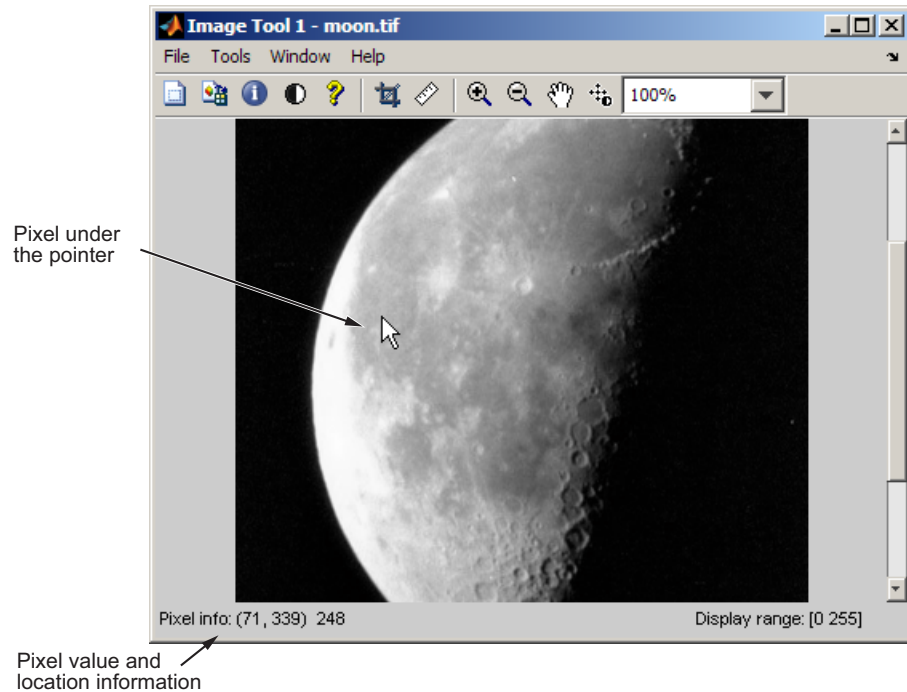 Image Tool 1 - moon.tif
File Tools Window Help
100%
Pixel under
the pointer
Pixel info: (71, 339) 248
Display range: [0 255]
Pixel value and
location information